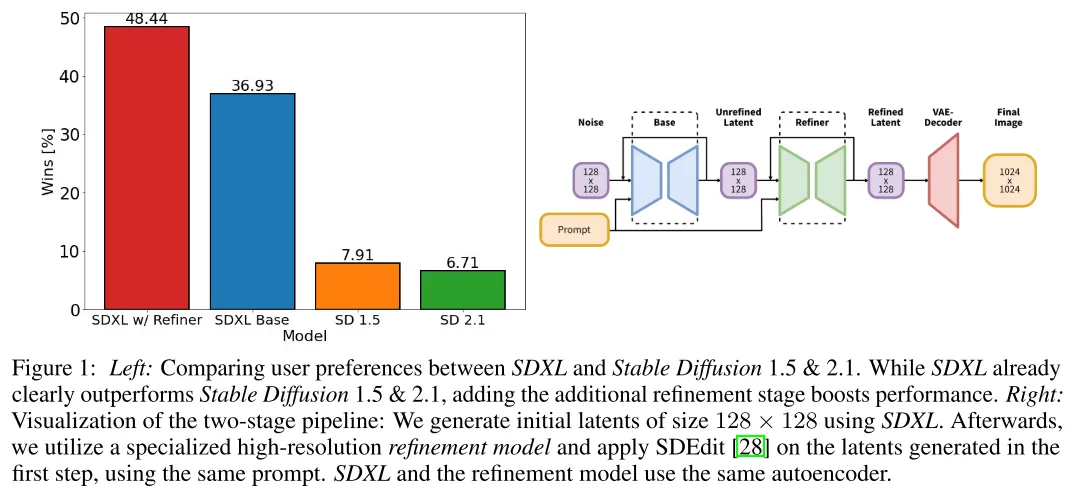 50
40
30
20
10
0
Wins [%]
48.44
36.93
7.91
6.71
SDXL w/ Refiner
SDXL Base
SD 1.5
SD 2.1
Model
Noise
Base
Unrefined
Latent
Refiner
Refined
Latent
VAE-
Decoder
Final
Image
128
x
128
128
x
128
128
x
128
1024
x
1024
Prompt
Figure 1: Left: Comparing user preferences between SDXL and Stable Diffusion 1.5 & 2.1. While SDXL already
clearly outperforms Stable Diffusion 1.5 & 2.1, adding the additional refinement stage boosts performance. Right:
Visualization of the two-stage pipeline: We generate initial latents of size 128 × 128 using SDXL. Afterwards,
we utilize a specialized high-resolution refinement model and apply SDEdit [28] on the latents generated in the
first step, using the same prompt. SDXL and the refinement model use the same autoencoder.